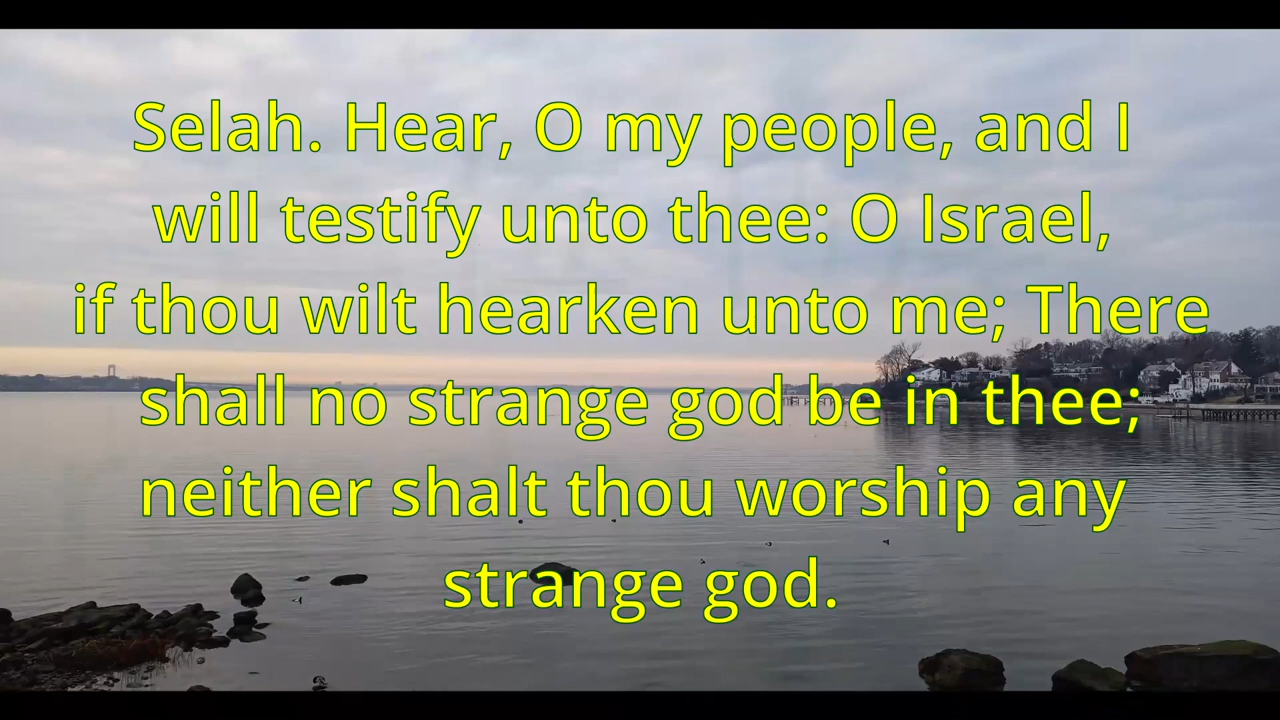 Selah. Hear, O my people, and I
will testify unto thee: O Israel,
if thou wilt hearken unto me; There
shall no strange god be in thee;
neither shalt thou worship any
strange god.